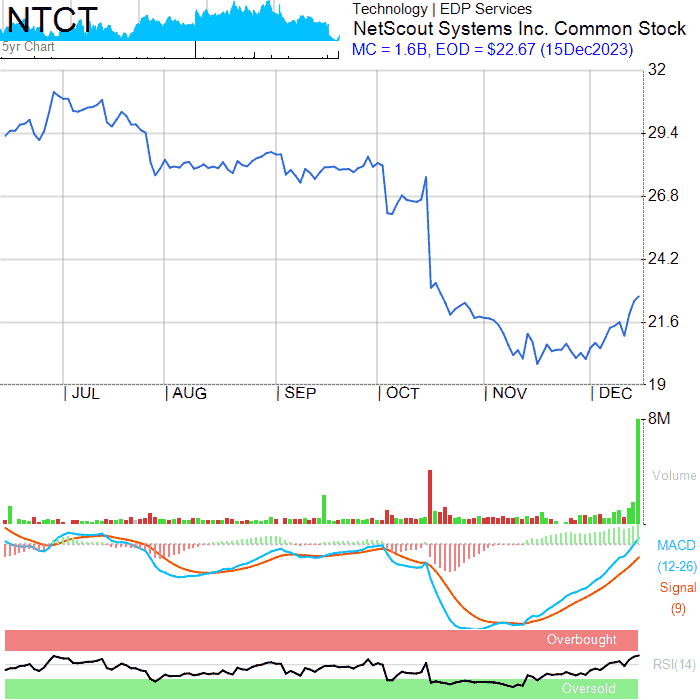 NTCT
5yr Chart
Technology | EDP Services
NetScout Systems Inc. Common Stock
MC = 1.6B, EOD = $22.67 (15Dec2023)
32
29.4
26.8
24.2
21.6
19
JUL AUG SEP OCT NOV DEC
8M
Volume
MACD
(12-26)
Signal
(9)
Overbought
RSI(14)
Oversold